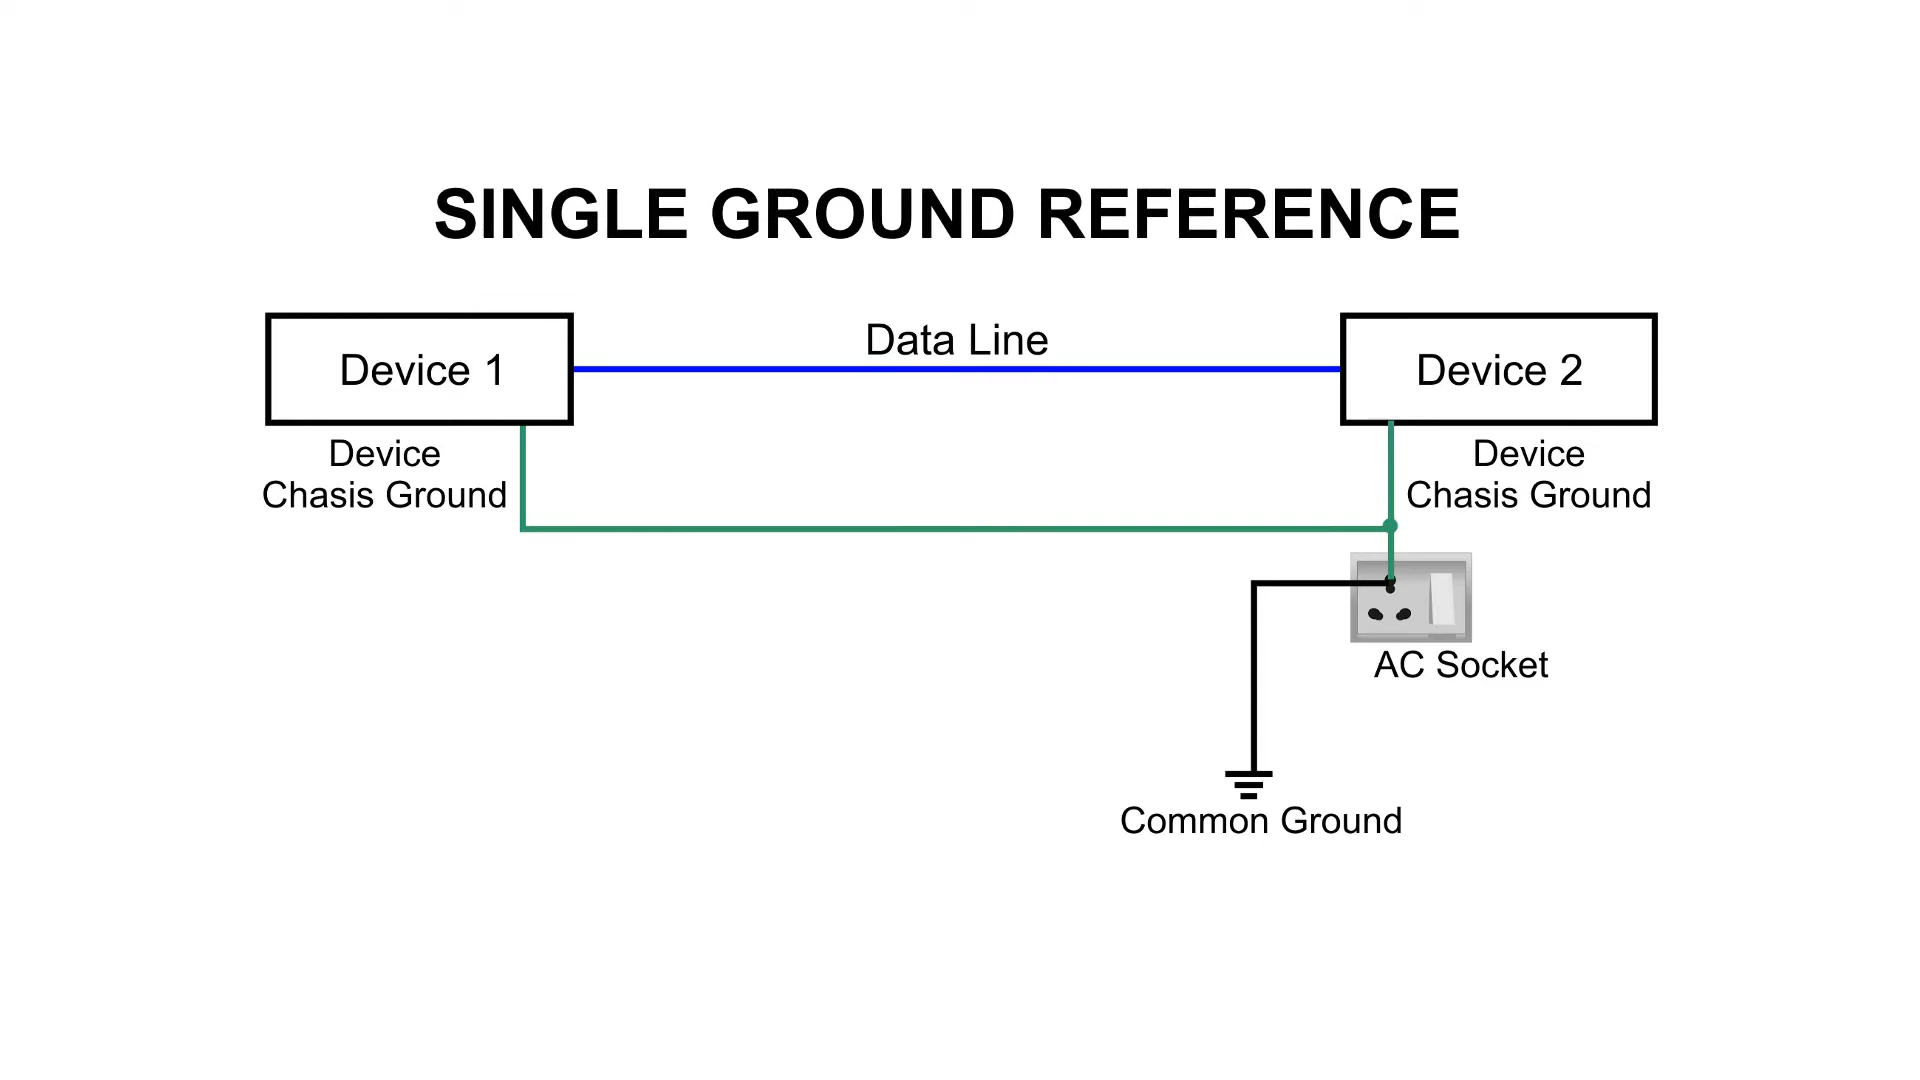 SINGLE GROUND REFERENCE
Device 1
Data Line
Device 2
Device
Chasis Ground
Device
Chasis Ground
AC Socket
Common Ground